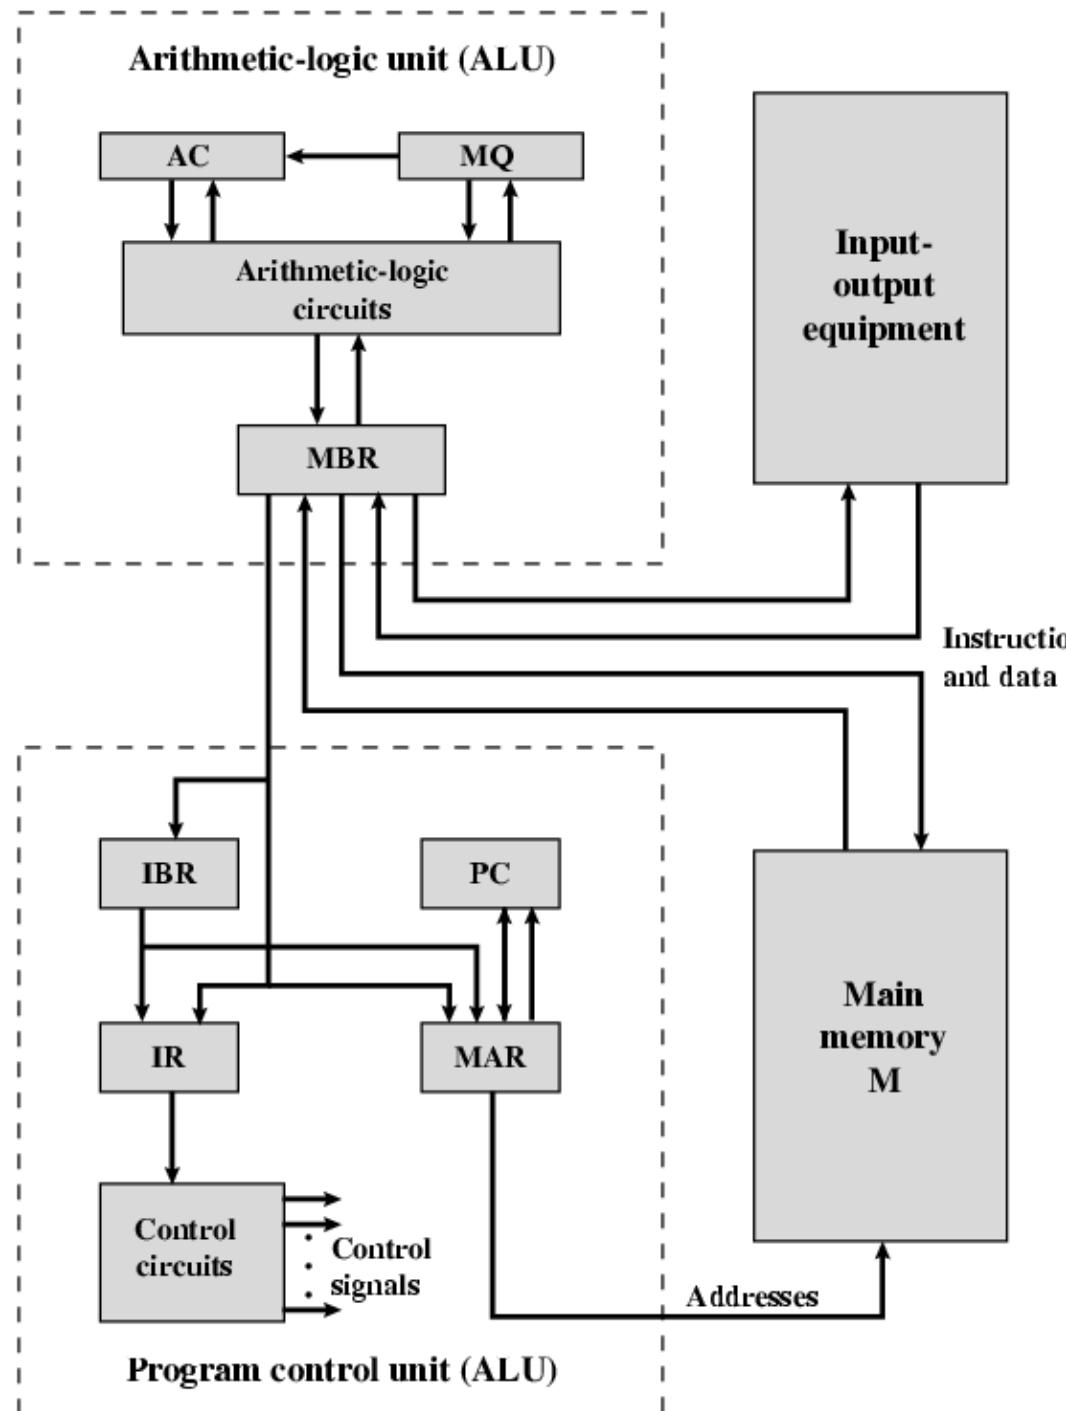 Arithmetic-logic unit (ALU)
AC
MQ
Arithmetic-logic
circuits
MBR
Input-
output
equipment
Instructio
and data
IBR
PC
IR
MAR
Main
memory
M
Control
circuits
Control
signals
Addresses
Program control unit (ALU)